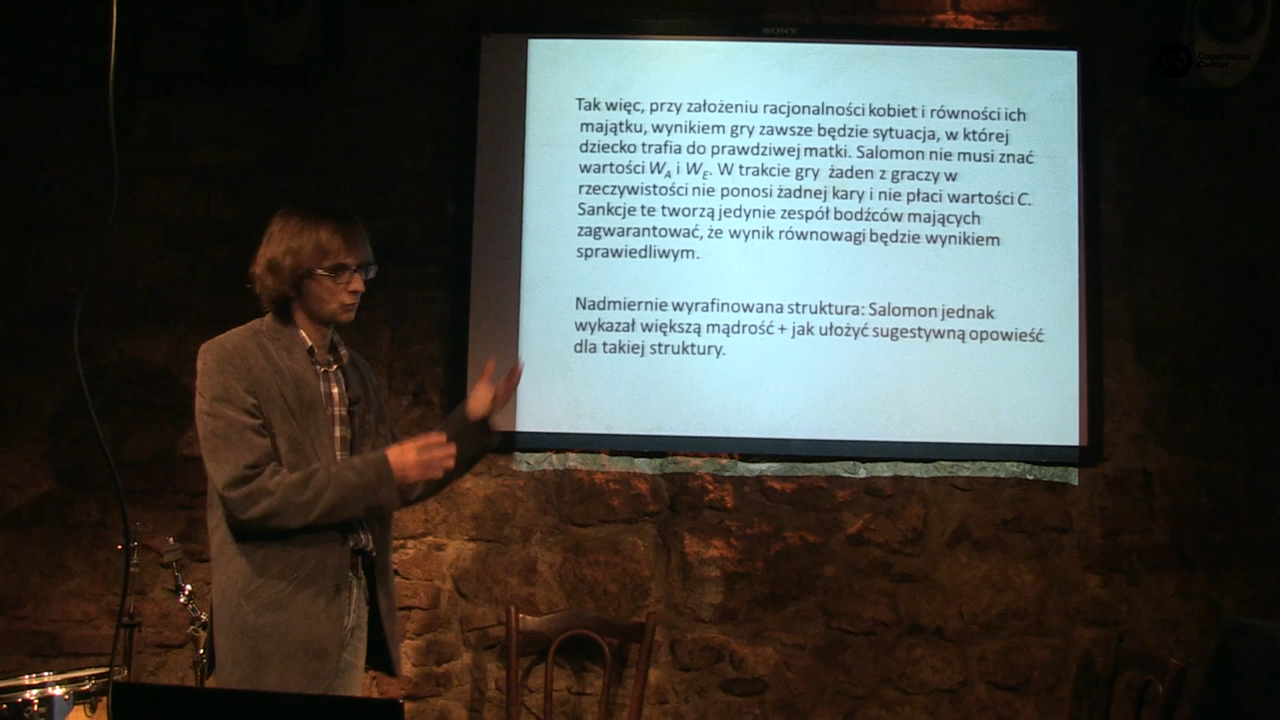 SONY
Copernicus
Center
Tak więc, przy założeniu racjonalności kobiet i równości ich
majątku, wynikiem gry zawsze będzie sytuacja, w której
dziecko trafia do prawdziwej matki. Salomon nie musi znać
wartości W_A i W_E. W trakcie gry żaden z graczy w
rzeczywistości nie ponosi żadnej kary i nie płaci wartości C.
Sankcje te tworzą jedynie zespół bodźców mających
zagwarantować, że wynik równowagi będzie wynikiem
sprawiedliwym.
Nadmiernie wyrafinowana struktura: Salomon jednak
wykazał większą mądrość + jak ułożyć sugestywną opowieść
dla takiej struktury.